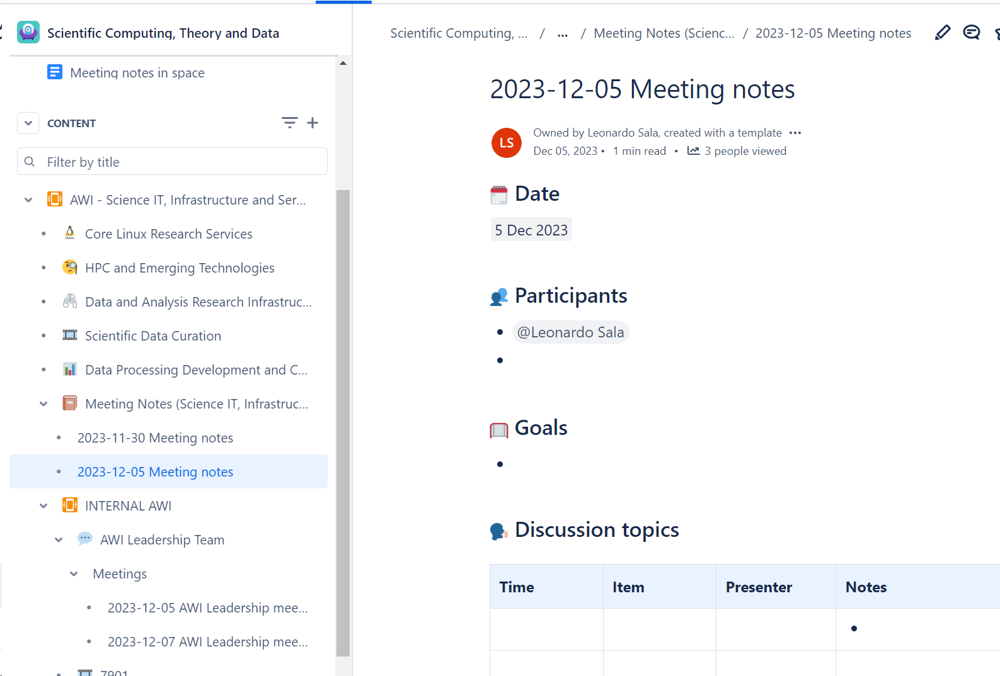 Scientific Computing, Theory and Data
Meeting notes in space
CONTENT
Filter by title
AWI - Science IT, Infrastructure and Ser...
Core Linux Research Services
HPC and Emerging Technologies
Data and Analysis Research Infrastruc...
Scientific Data Curation
Data Processing Development and C...
Meeting Notes (Science IT, Infrastruc...
2023-11-30 Meeting notes
2023-12-05 Meeting notes
INTERNAL AWI
AWI Leadership Team
Meetings
2023-12-05 AWI Leadership mee...
2023-12-07 AWI Leadership mee...
7901
Scientific Computing, ... / ... / Meeting Notes (Scienc... / 2023-12-05 Meeting notes
2023-12-05 Meeting notes
LS
Owned by Leonardo Sala, created with a template
Dec 05, 2023 • 1 min read • 3 people viewed
Date
5 Dec 2023
Participants
• @Leonardo Sala
•
Goals
•
Discussion topics
Time Item Presenter Notes
•